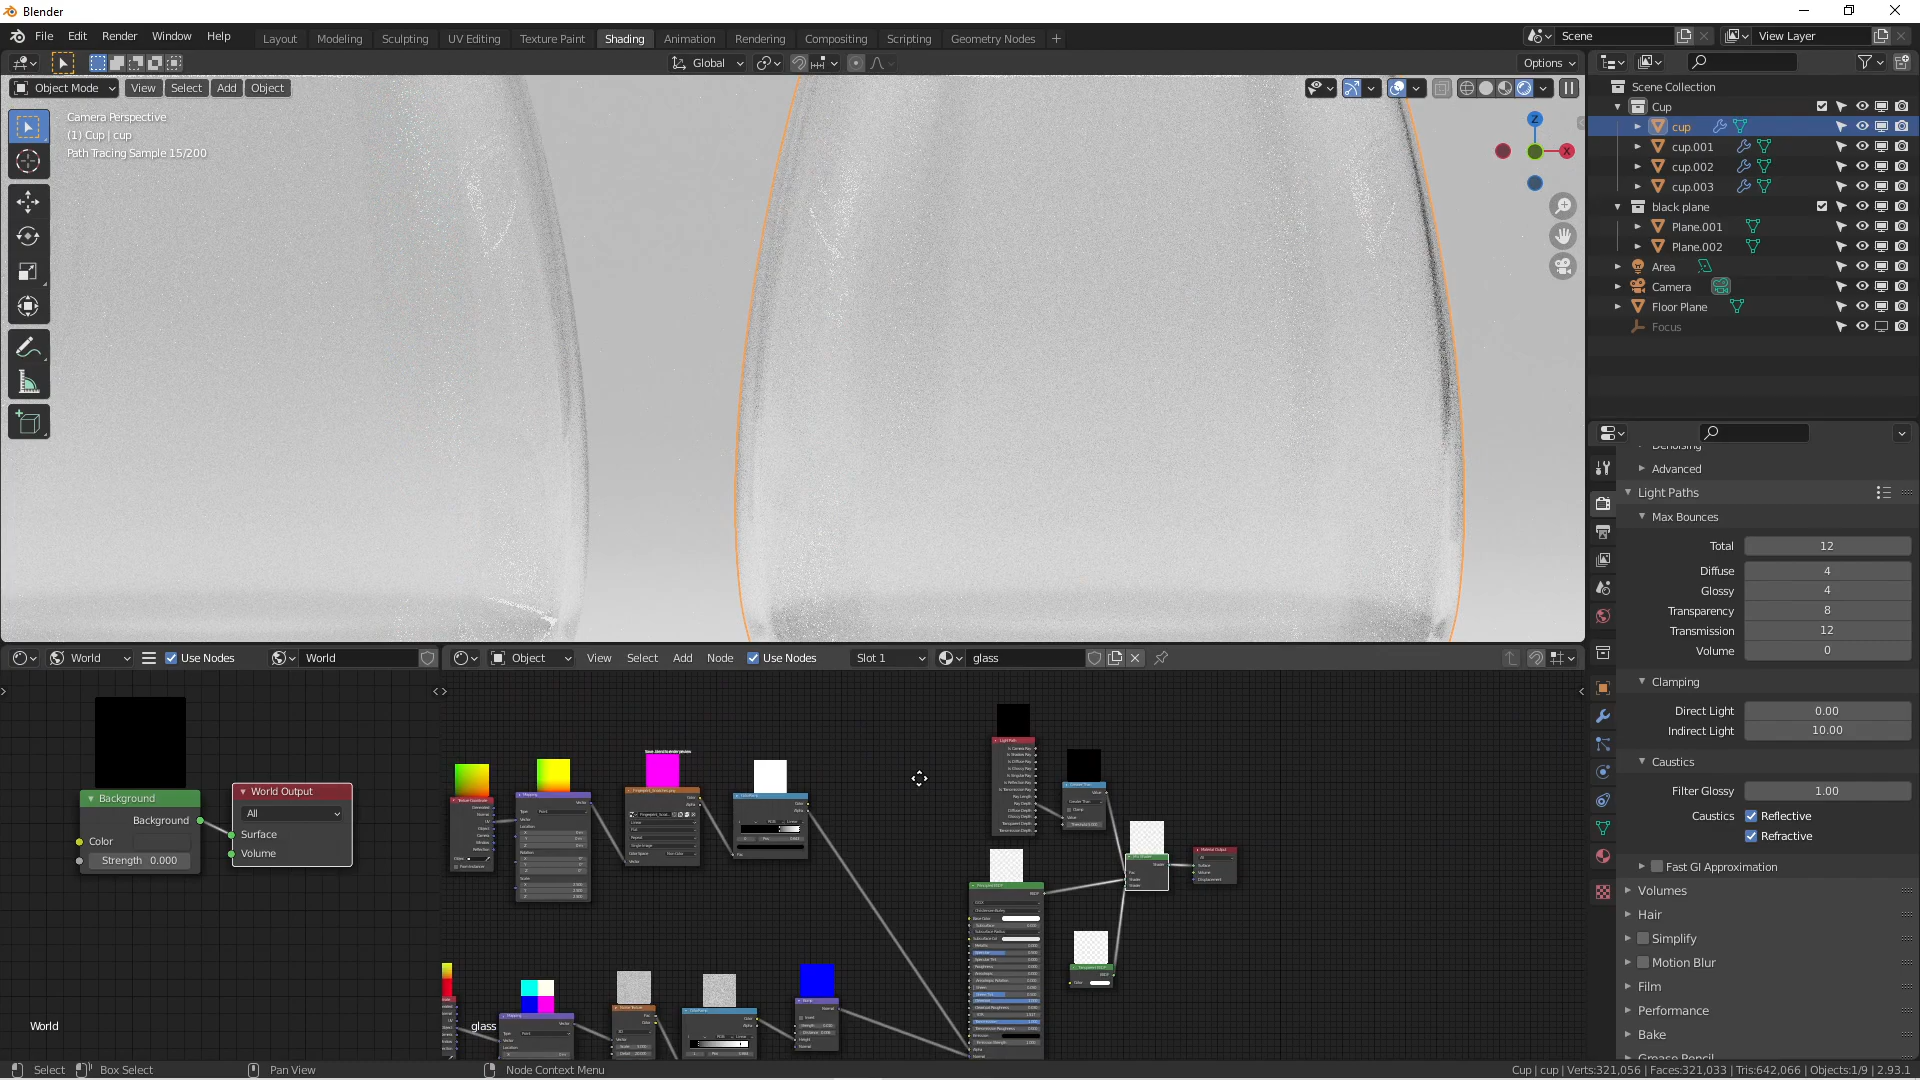 Blender
File Edit Render Window Help
Layout Modeling Sculpting UV Editing Texture Paint Shading Animation Rendering Compositing Scripting Geometry Nodes +
Scene
View Layer
Global
Options
Object Mode View Select Add Object
Camera Perspective
(1) Cup | cup
Path Tracing Sample 15/200
Z
X
Scene Collection
Cup
cup
cup.001
cup.002
cup.003
black plane
Plane.001
Plane.002
Area
Camera
Floor Plane
Focus
Denoising
Advanced
Light Paths
Max Bounces
Total 12
Diffuse 4
Glossy 4
Transparency 8
Transmission 12
Volume 0
Clamping
Direct Light 0.00
Indirect Light 10.00
Caustics
Filter Glossy 1.00
Caustics Reflective
Refractive
Fast GI Approximation
Volumes
Hair
Simplify
Motion Blur
Film
Performance
Bake
Grease Pencil
World Use Nodes World
Background
Background
Color
Strength 0.000
World Output
All
Surface
Volume
World
Object View Select Add Node Use Nodes Slot 1 glass
glass
Select Box Select Pan View Node Context Menu
Cup | cup | Verts:321,056 | Faces:321,033 | Tris:642,066 | Objects:1/9 | 2.93.1